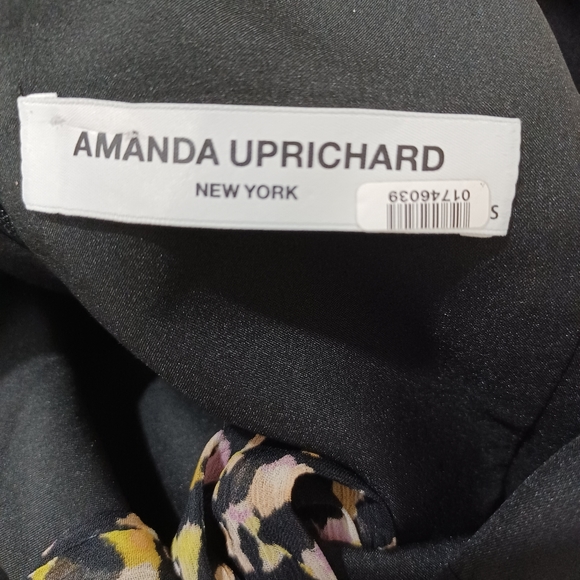 AMANDA UPRICHARD
NEW YORK
01746039
S